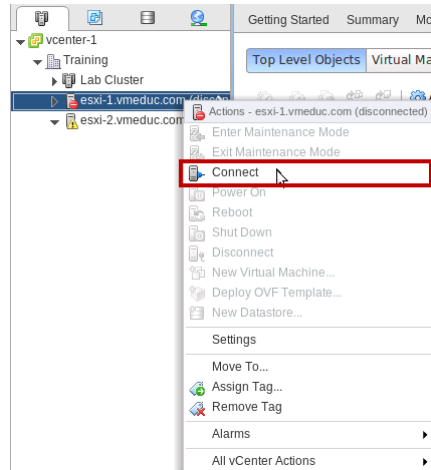 Getting Started Summary
vcenter-1
Training
Top Level Objects Virtual Ma
Lab Cluster
esxi-1.vmeduc.com
esxi-2.vmeduc.com
Actions - esxi-1.vmeduc.com (disconnected)
Enter Maintenance Mode
Exit Maintenance Mode
Connect
Power On
Reboot
Shut Down
Disconnect
New Virtual Machine...
Deploy OVF Template...
New Datastore...
Settings
Move To...
Assign Tag...
Remove Tag
Alarms
All vCenter Actions